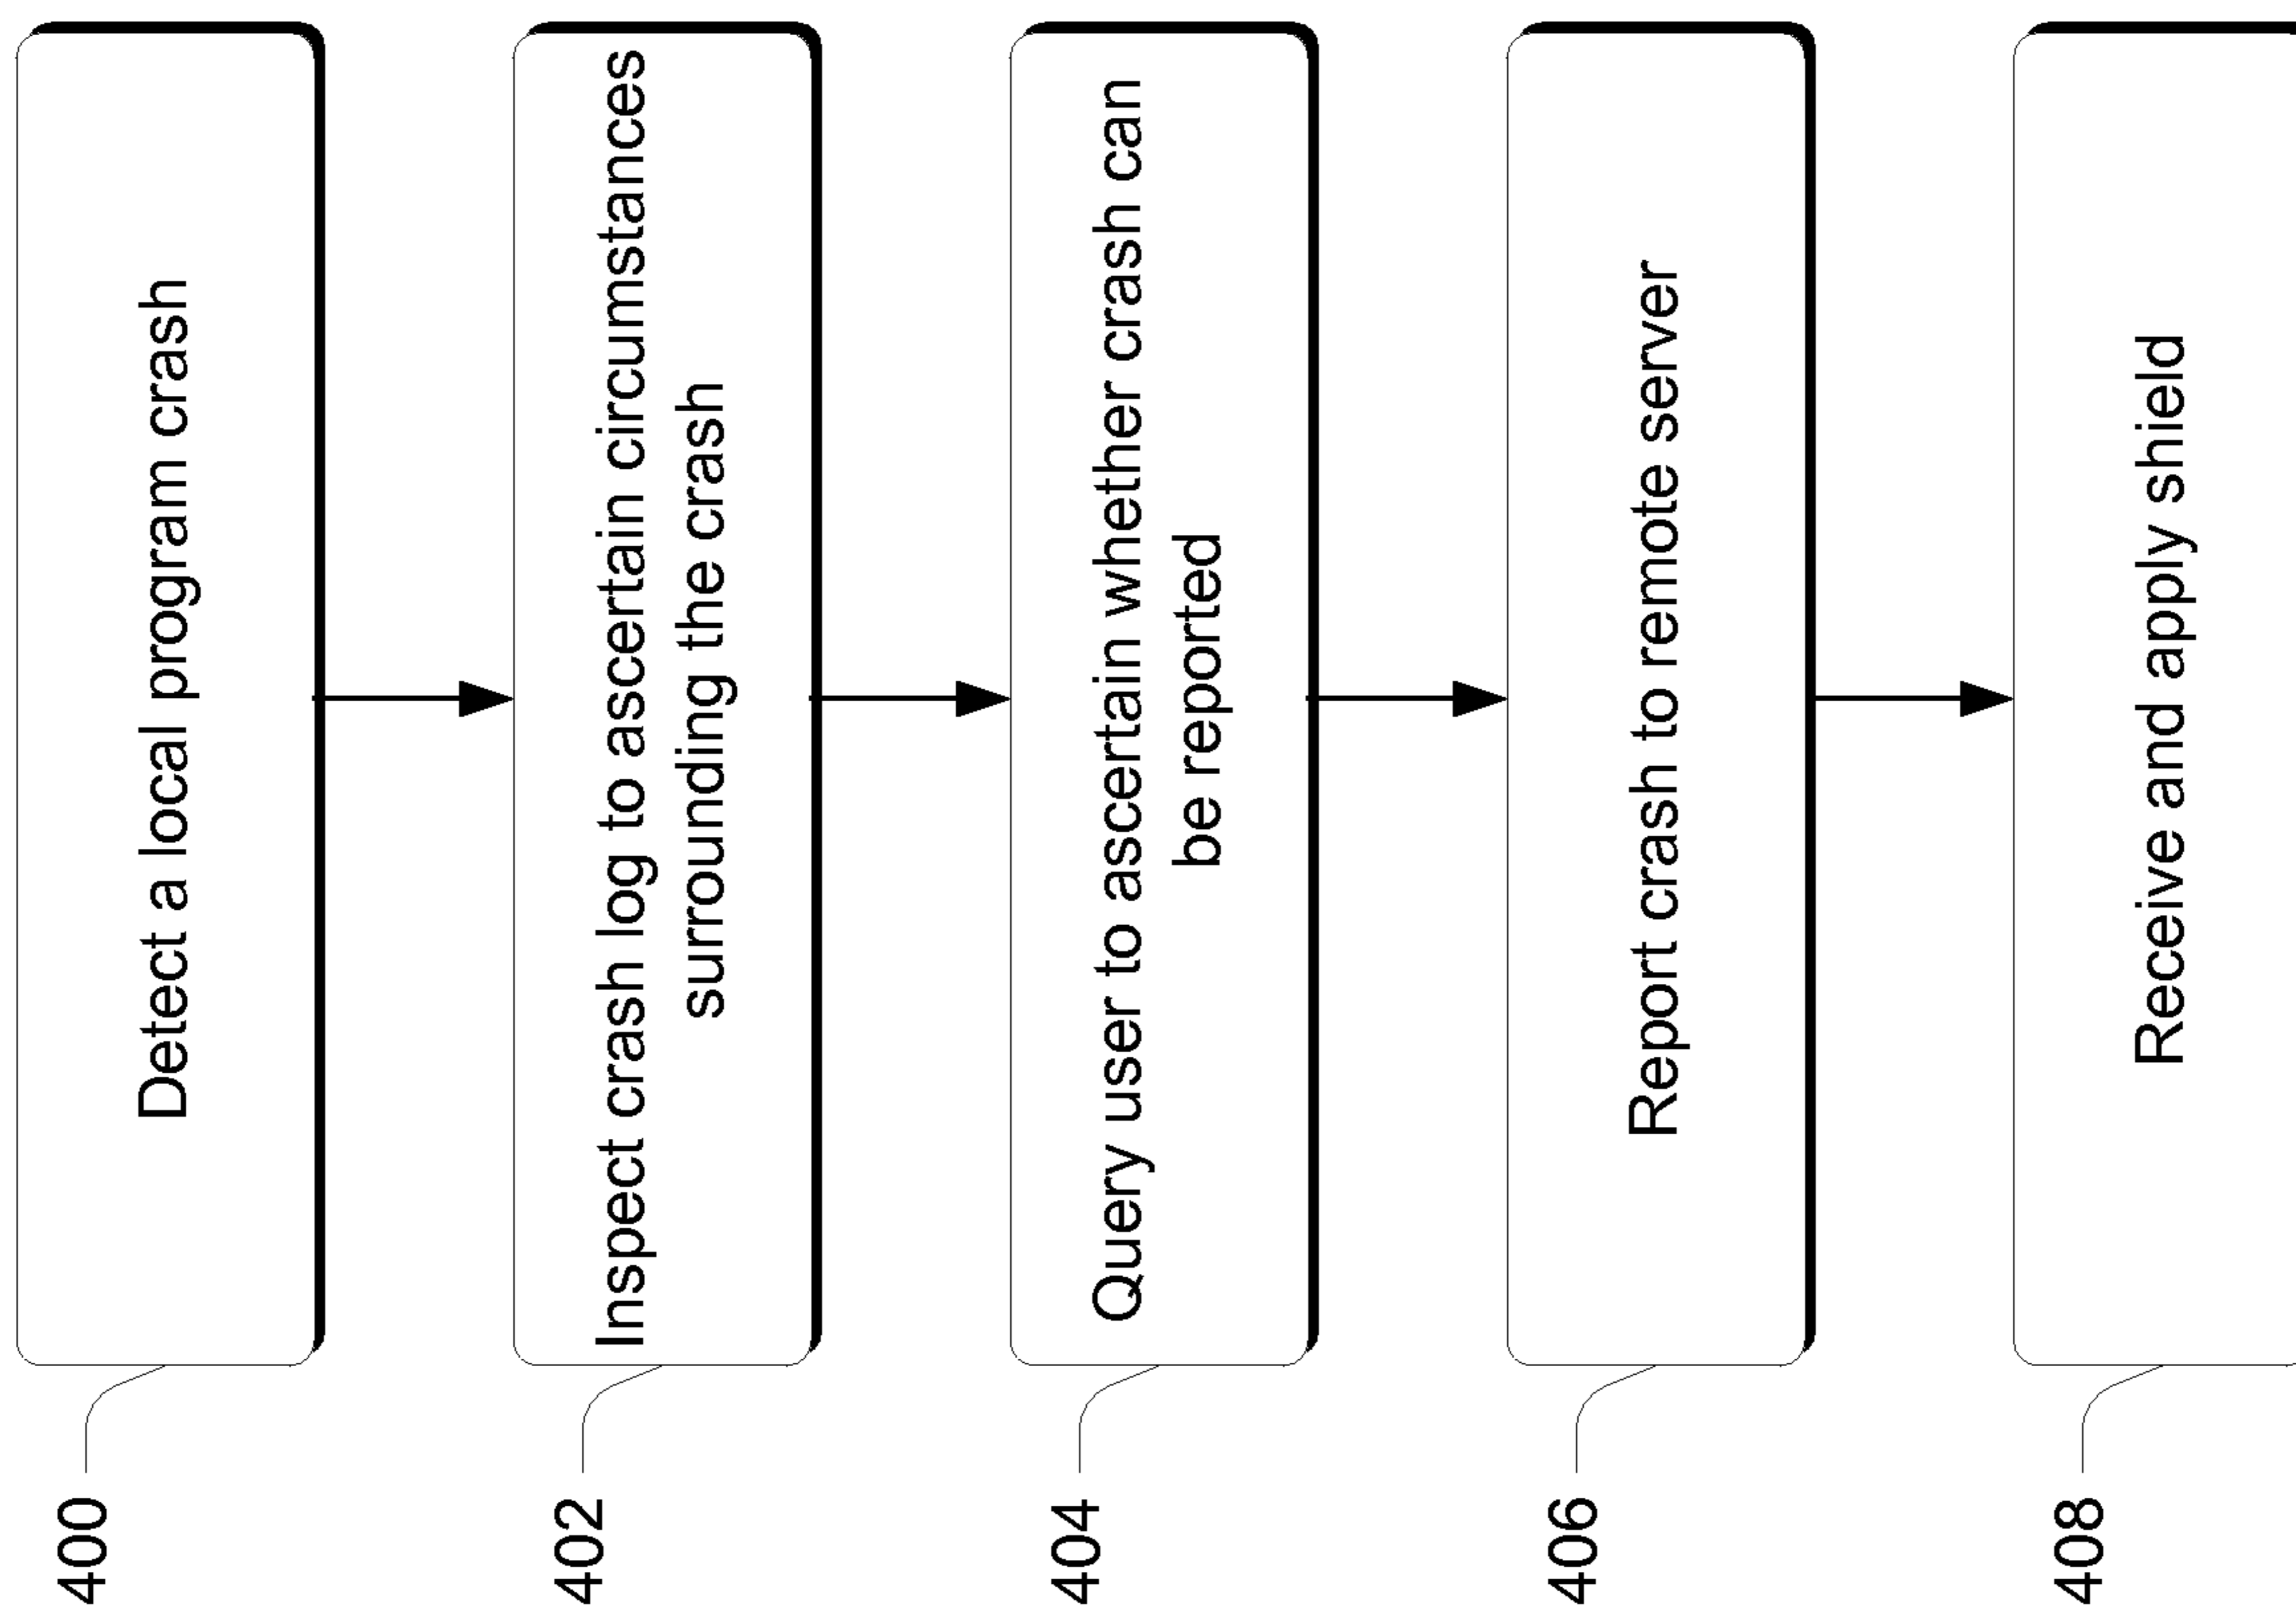 400
Detect a local program crash
402
Inspect crash log to ascertain circumstances
surrounding the crash
404
Query user to ascertain whether crash can
be reported
406
Report crash to remote server
408
Receive and apply shield